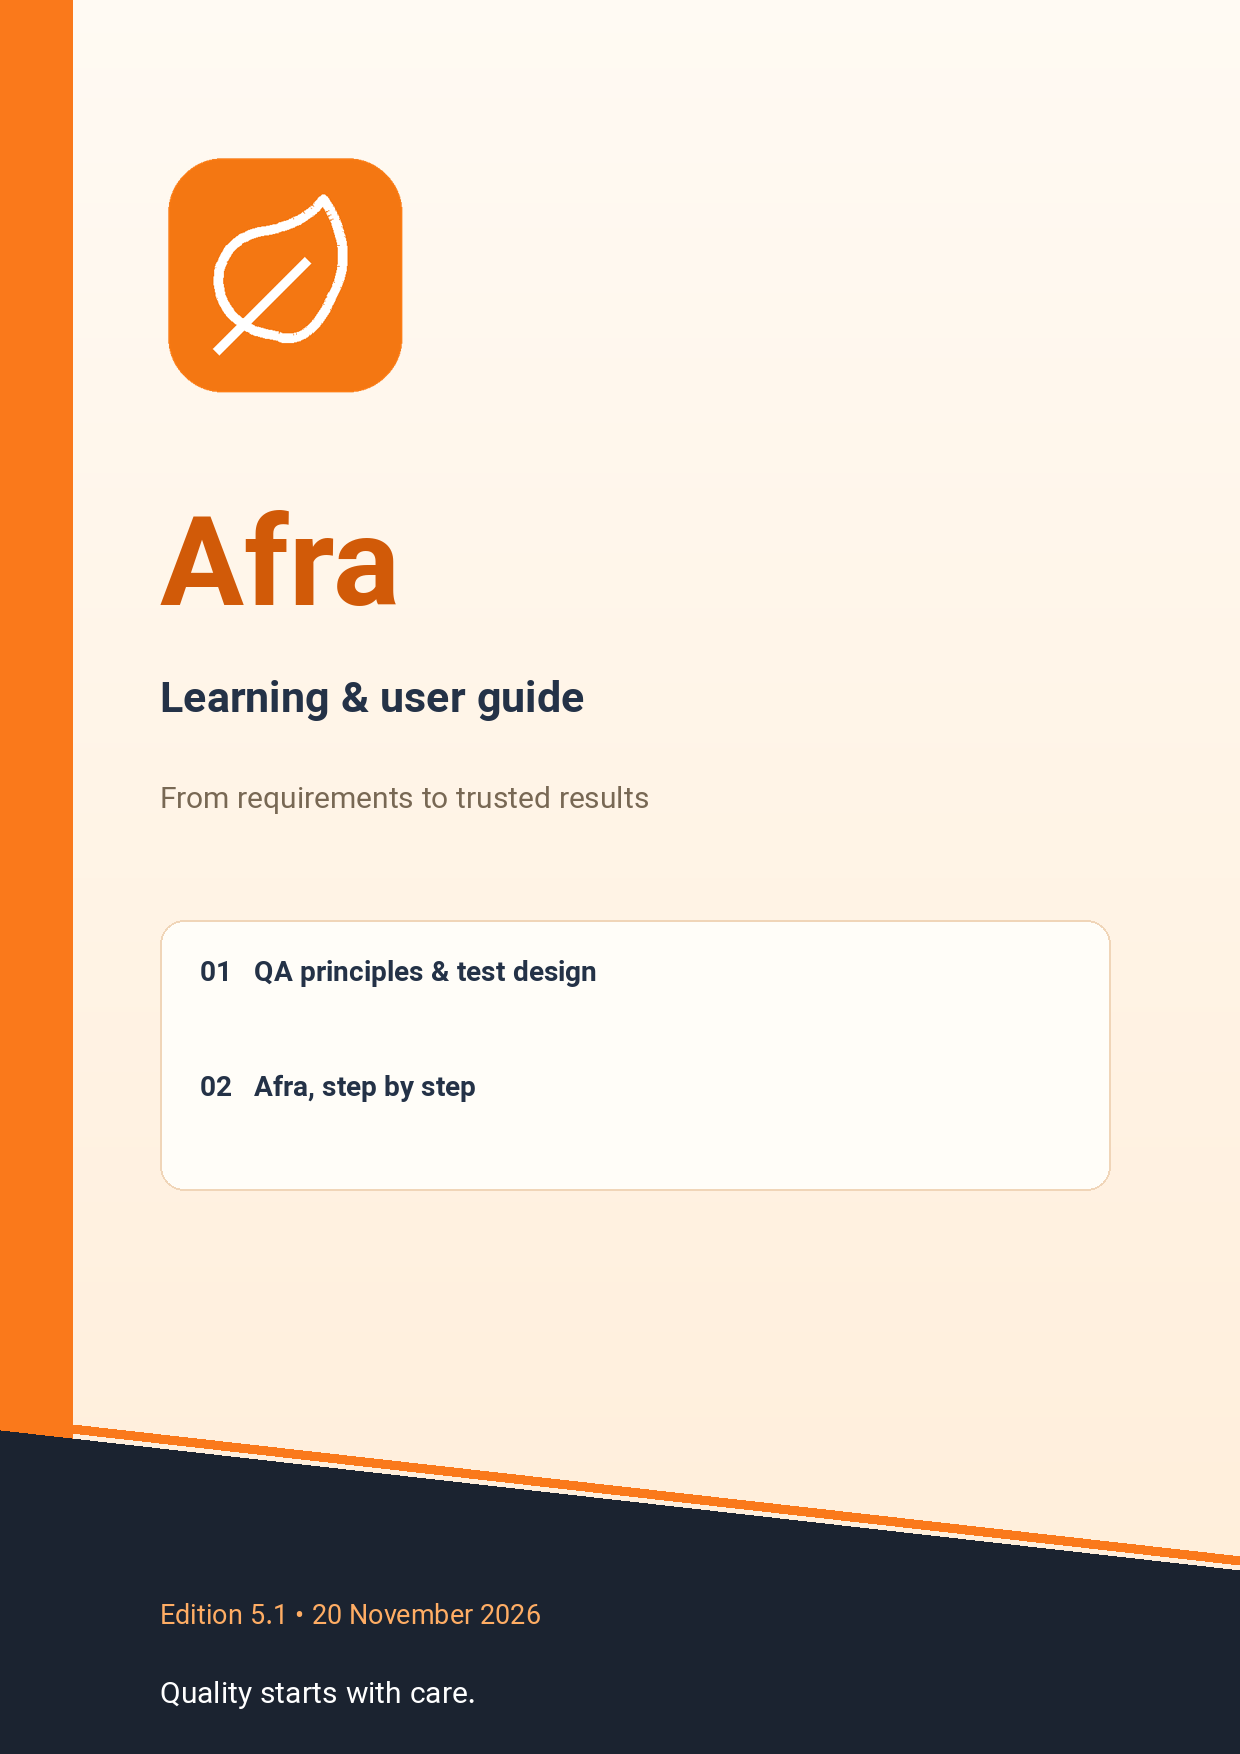 Afra
Learning & user guide
From requirements to trusted results
01 QA principles & test design
02 Afra, step by step
Edition 5.1 • 20 November 2026
Quality starts with care.